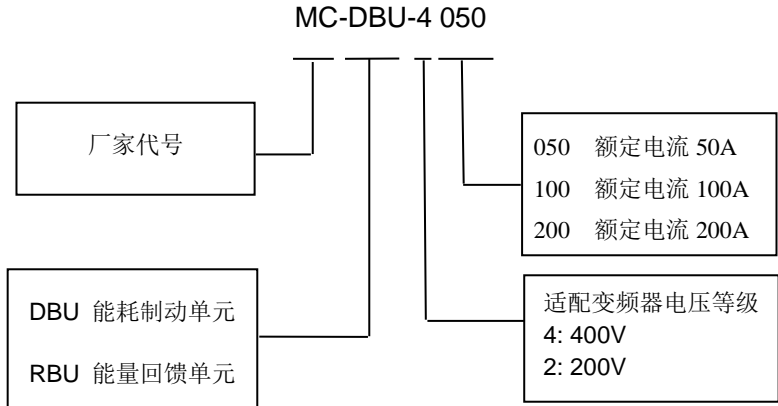 MC-DBU-4 050
厂家代号
050 额定电流 50A
100 额定电流 100A
200 额定电流 200A
DBU 能耗制动单元
RBU 能量回馈单元
适配变频器电压等级
4: 400V
2: 200V